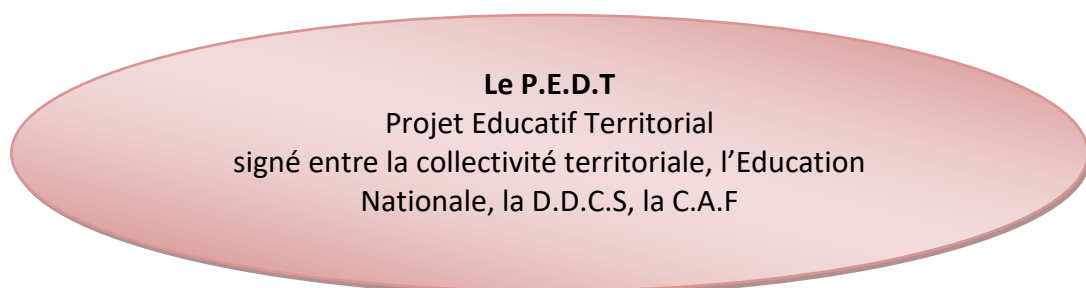 Le P.E.D.T
Projet Educatif Territorial
signé entre la collectivité territoriale, l’Education
Nationale, la D.D.C.S, la C.A.F